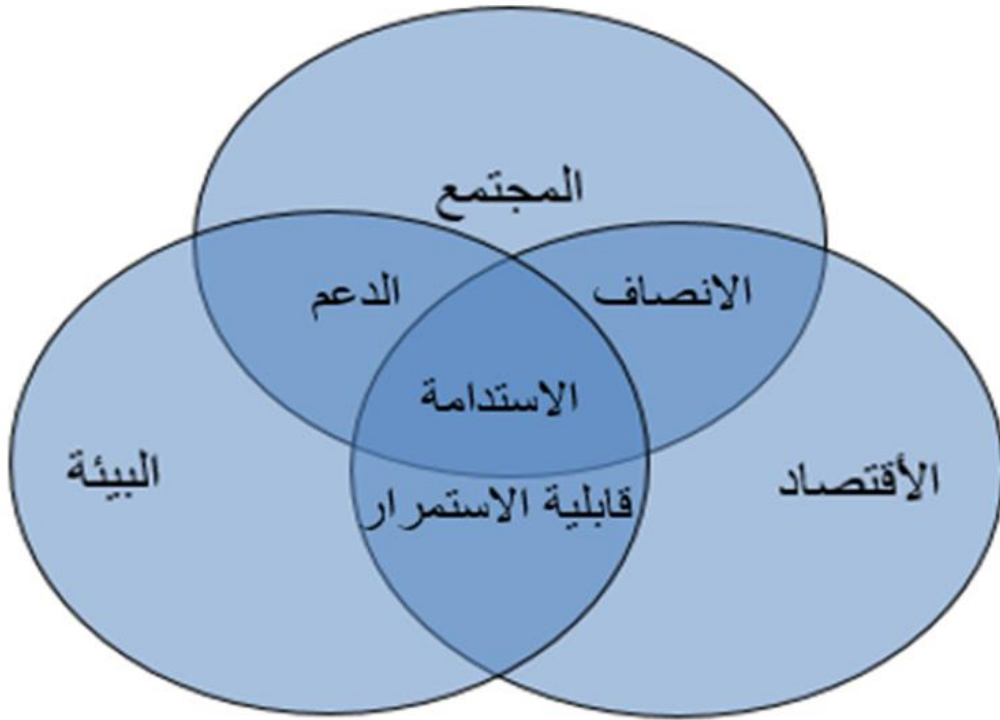 المجتمع
الانصاف
الدعم
الاستدامة
الأقتصاد
البيئة
قابلية الاستمرار